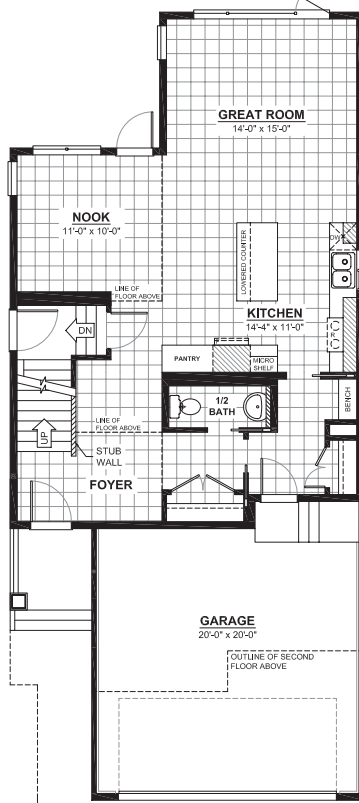 GREAT ROOM
14'-0" x 15'-0"
NOOK
11'-0" x 10'-0"
LOWERED COUNTER
DW
LINE OF
FLOOR ABOVE
KITCHEN
14'-4" x 11'-0"
DN
R
PANTRY
MICRO
SHELF
BENCH
1/2
BATH
LINE OF
FLOOR ABOVE
UP
STUB
WALL
FOYER
GARAGE
20'-0" x 20'-0"
OUTLINE OF SECOND
FLOOR ABOVE